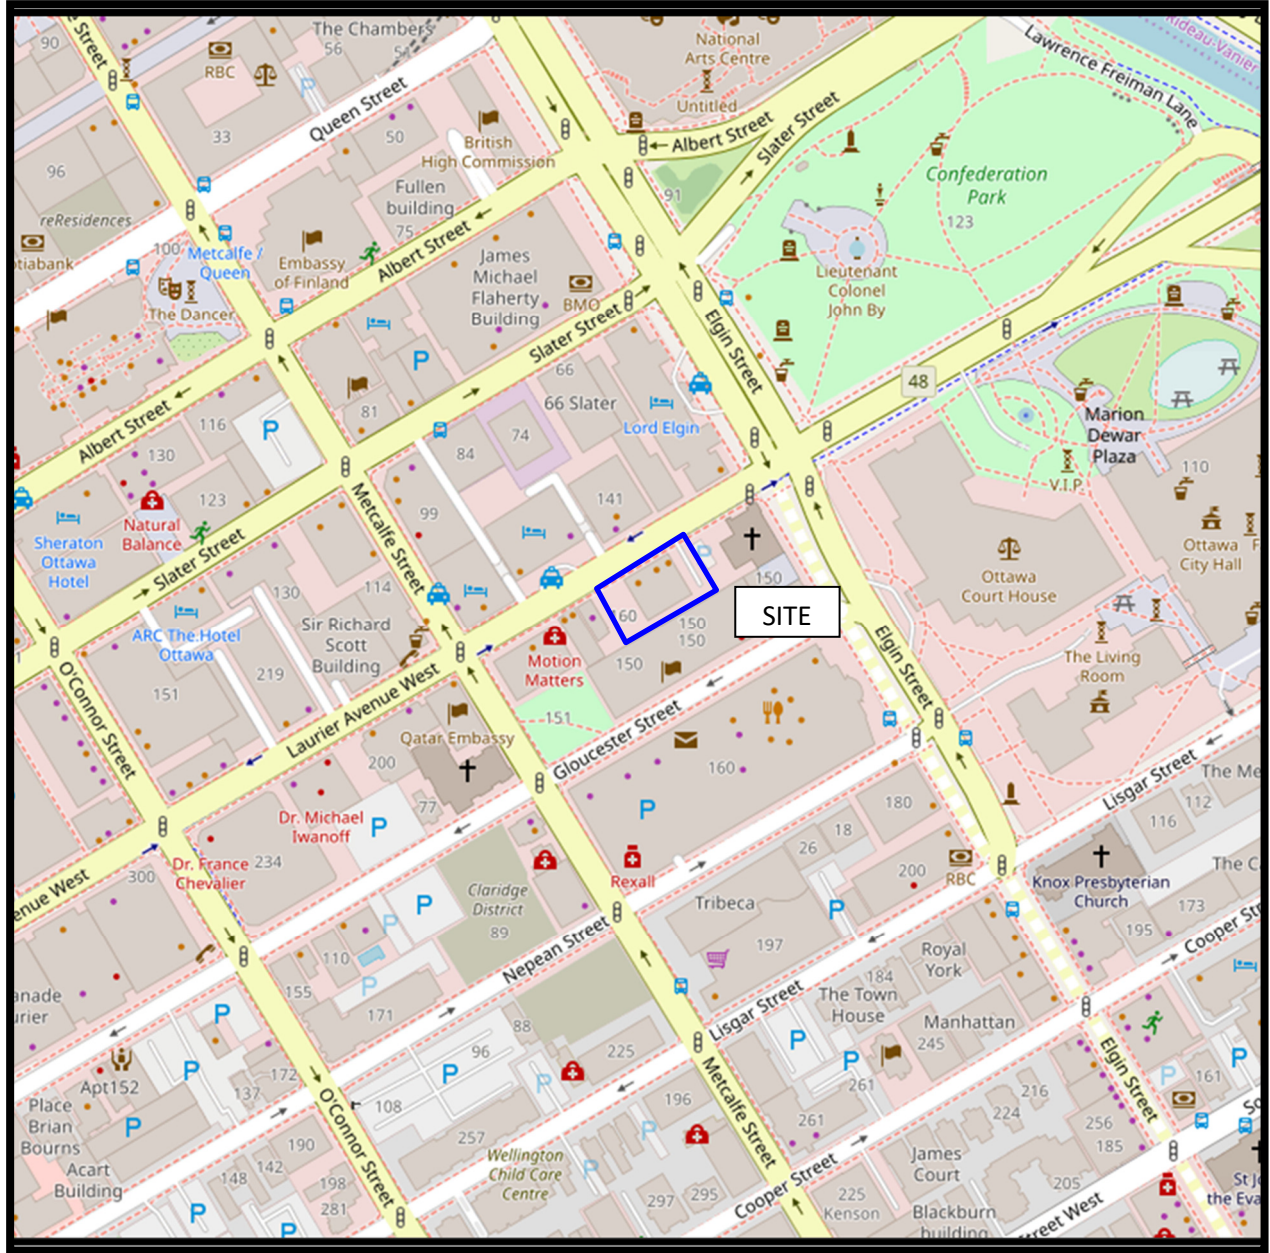 Street
90
RBC
The Chambers
56
33
Queen Street
50
96
reResidences
100
otiabank
Metcalfe /
Queen
The Dancer
British
High Commission
Fullen
building
75
Embassy
of Finland
Albert Street
James
Michael
Flaherty
Building
BMO
Slater Street
National
Arts Centre
Untitled
Albert Street
Slater Street
91
Lawrence Freiman Lane
Rideau-Vanier
Confederation
Park
123
Lieutenant
Colonel
John By
Elgin Street
48
Marion
Dewar
Plaza
V.I.P
110
Ottawa
City Hall
Ottawa
Court House
The Living
Room
66
66 Slater
Lord Elgin
74
81
84
P
116
P
130
Albert Street
123
Natural
Balance
Sheraton
Ottawa
Hotel
Slater Street
130
ARC The.Hotel
Ottawa
114
Metcalfe Street
99
141
P
150
SITE
160
150
150
150
Motion
Matters
151
Sir Richard
Scott
Building
219
151
O'Connor Street
Laurier Avenue West
Qatar Embassy
200
77
Gloucester Street
160
P
Elgin Street
Lisgar Street
The Me
112
116
180
18
26
200
RBC
Knox Presbyterian
Church
The C
173
195
Cooper Str
Dr. Michael
Iwanoff
P
Dr. France
Chevalier
234
300
enue West
Claridge
District
89
P
P
110
P
Nepean Street
Rexall
Tribeca
P
197
Royal
York
184
The Town
House
Manhattan
245
Lisgar Street
anade
urier
155
171
P
88
96
P
225
P
P
P
261
216
224
Elgin Street
P
161
P
Apt152
P
172
137
108
O'Connor Street
Place
Brian
Bourns
P
190
142
148
198
281
Acart
Building
P
P
257
Wellington
Child Care
Centre
P
P
196
Metcalfe Street
261
256
185
297
295
Cooper Street
225
Kenson
James
Court
Blackburn
building
205
Street West
St Jo
the Eva
So